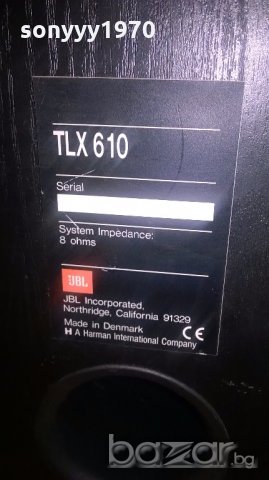 sonyyy1970
TLX 610
Serial
System Impedance:
8 ohms
JBL
JBL Incorporated,
Northridge, California 91329
Made in Denmark
H A Harman International Company
CE
bazar.bg